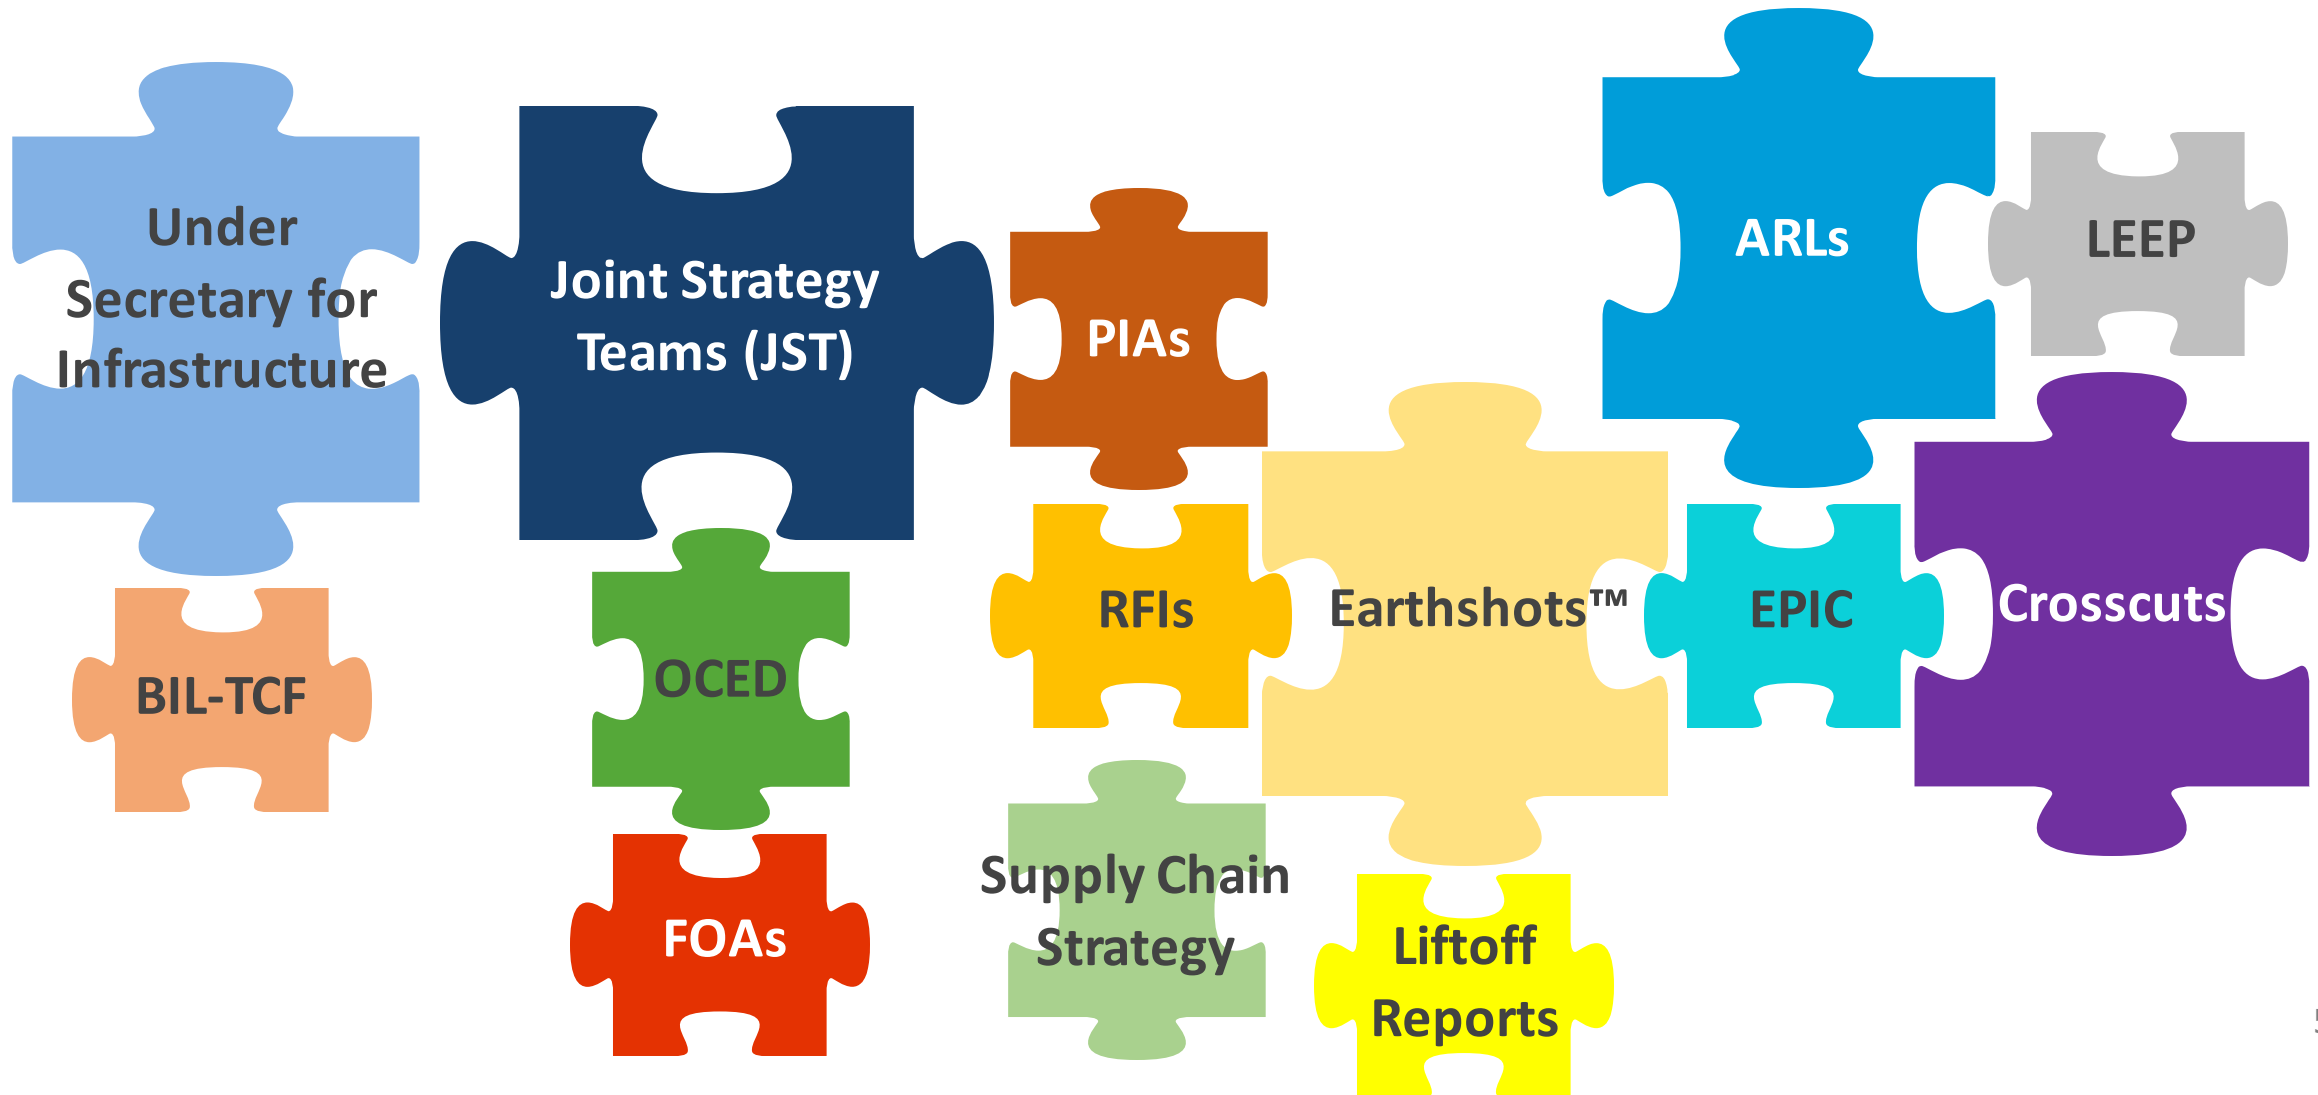 Under
Secretary for
Infrastructure
BIL-TCF
Joint Strategy
Teams (JST)
OCED
FOAs
PIAs
RFIs
Supply Chain
Strategy
Earthshots™
Liftoff
Reports
ARLs
EPIC
LEEP
Crosscuts